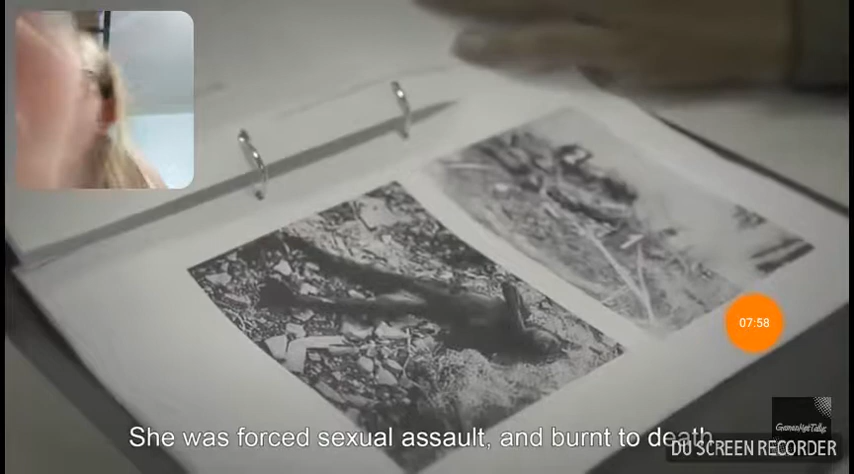 07:58
She was forced sexual assault, and burnt to death
DU SCREEN RECORDER